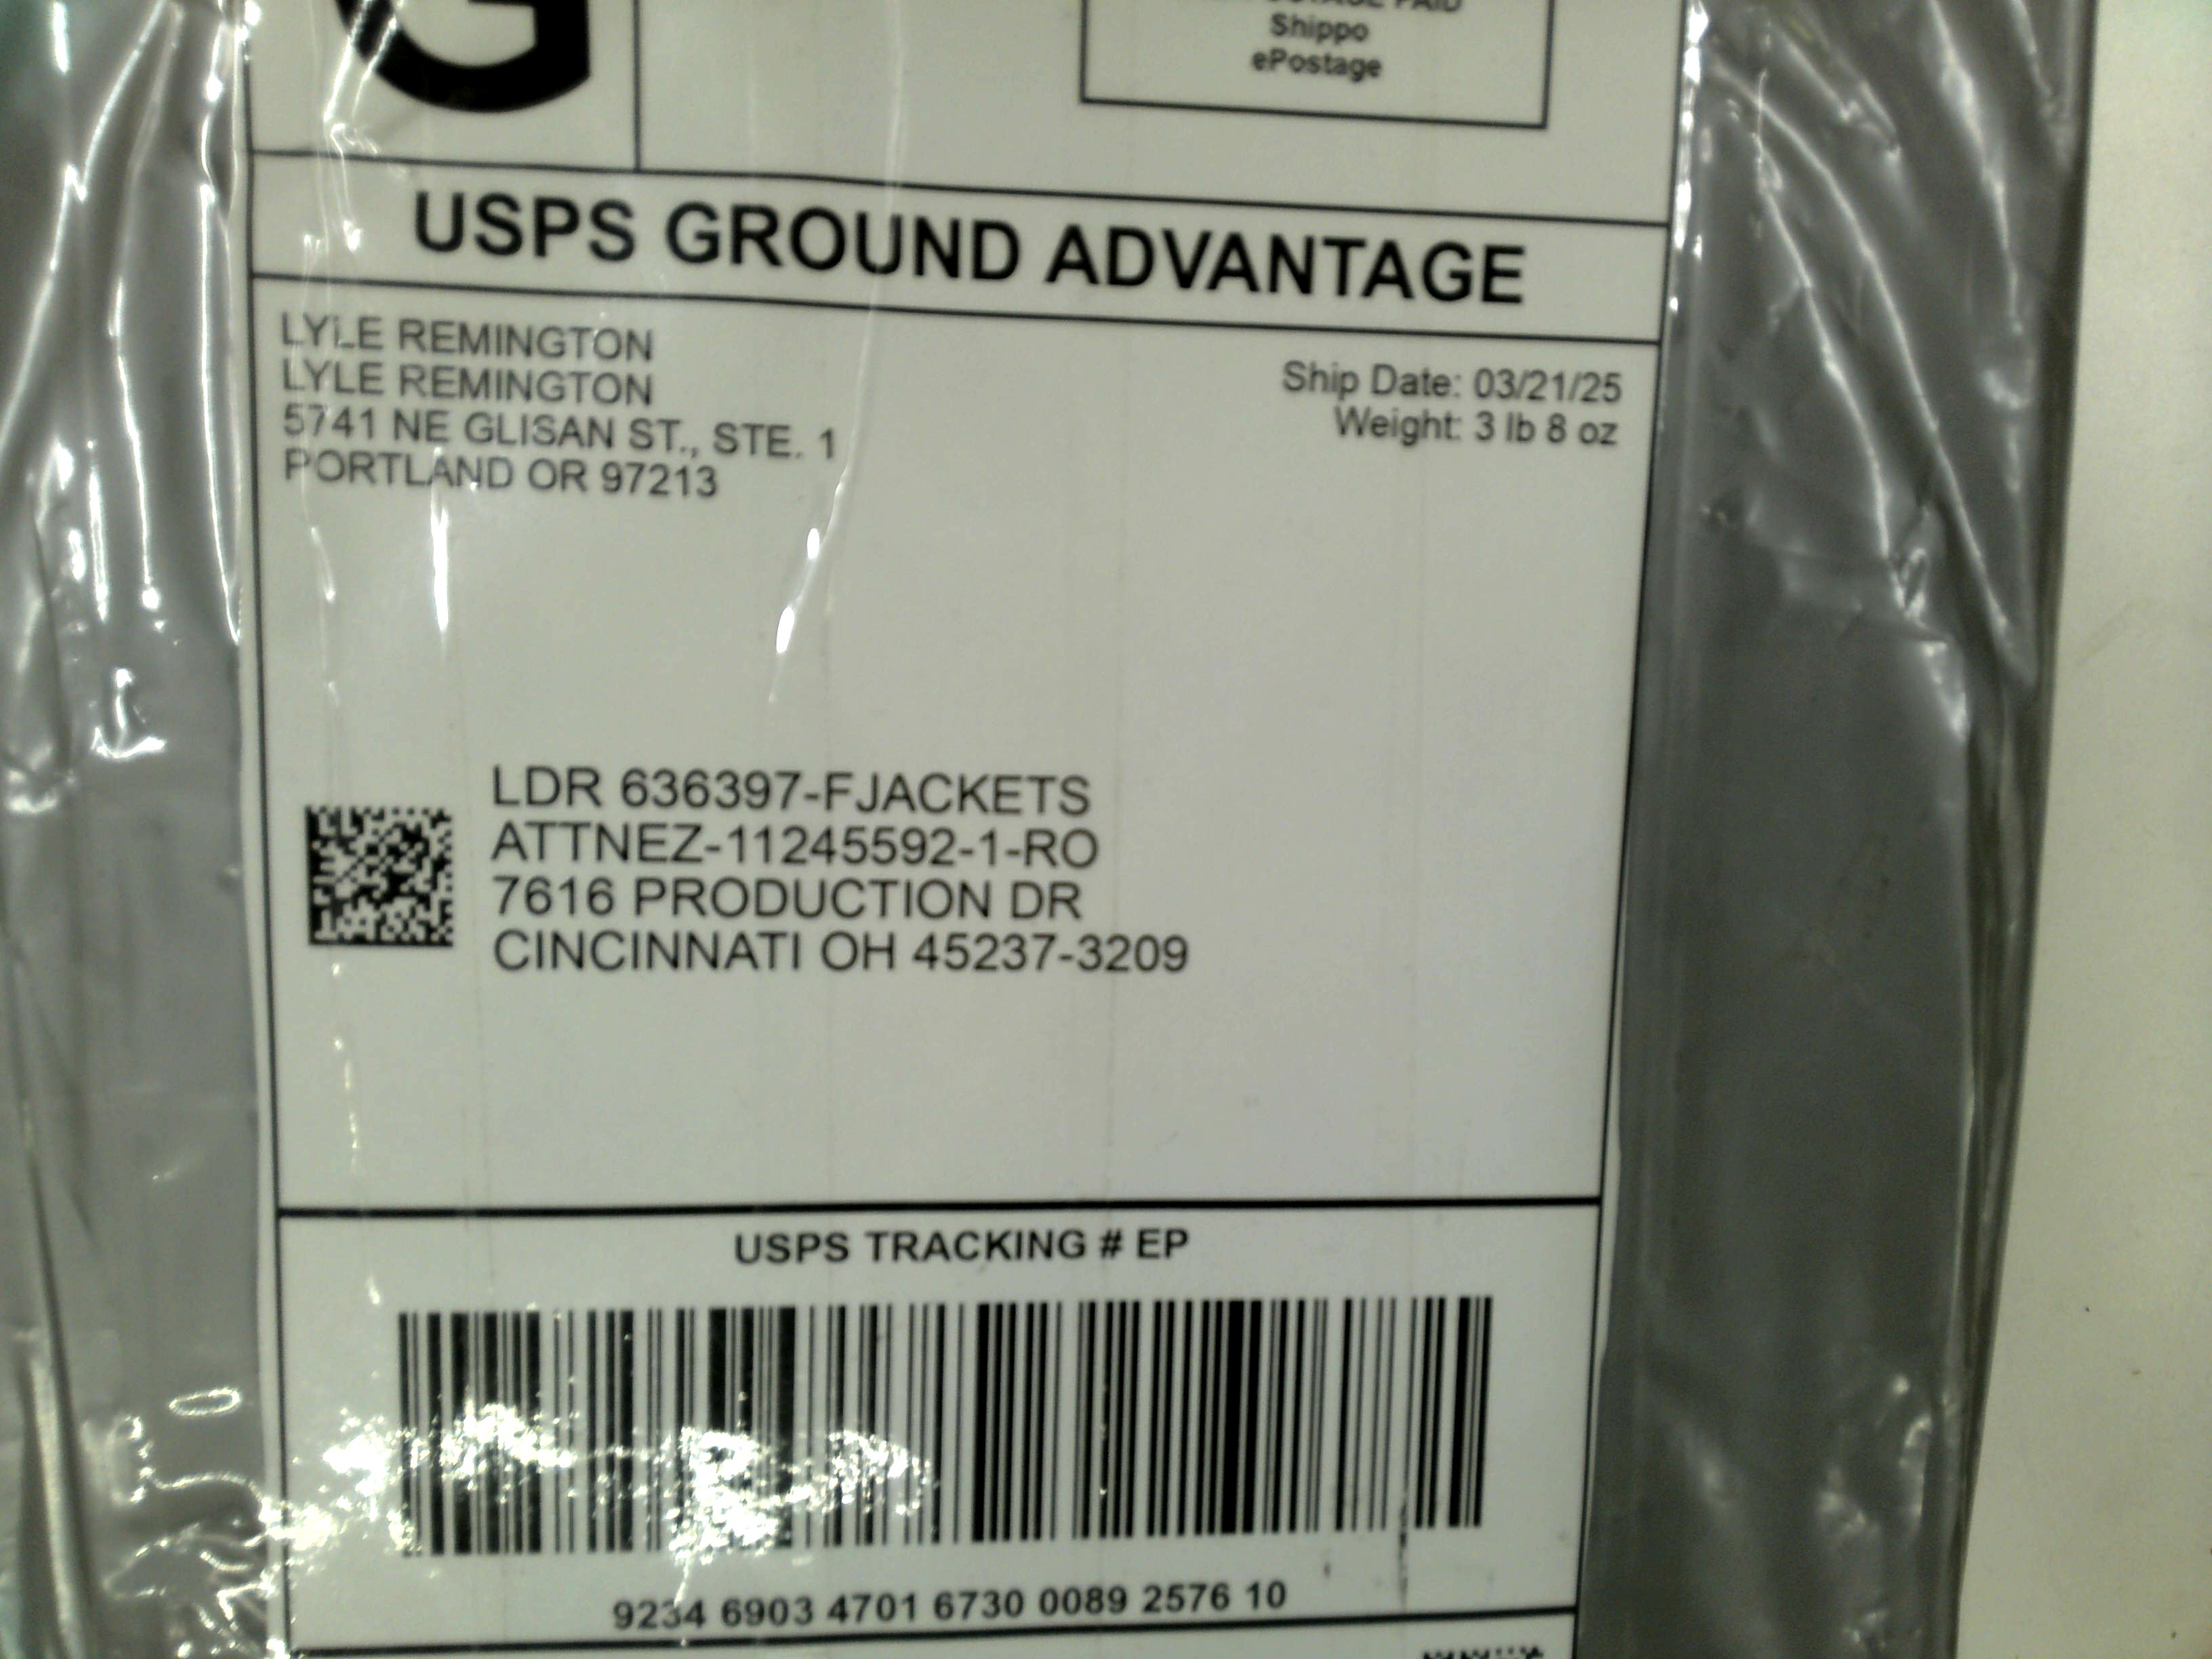 G
PAID
Shippo
ePostage
USPS GROUND ADVANTAGE
LYLE REMINGTON
LYLE REMINGTON
5741 NE GLISAN ST., STE. 1
PORTLAND OR 97213
Ship Date: 03/21/25
Weight: 3 lb 8 oz
LDR 636397-FJACKETS
ATTNEZ-11245592-1-RO
7616 PRODUCTION DR
CINCINNATI OH 45237-3209
USPS TRACKING # EP
9234 6903 4701 6730 0089 2576 10